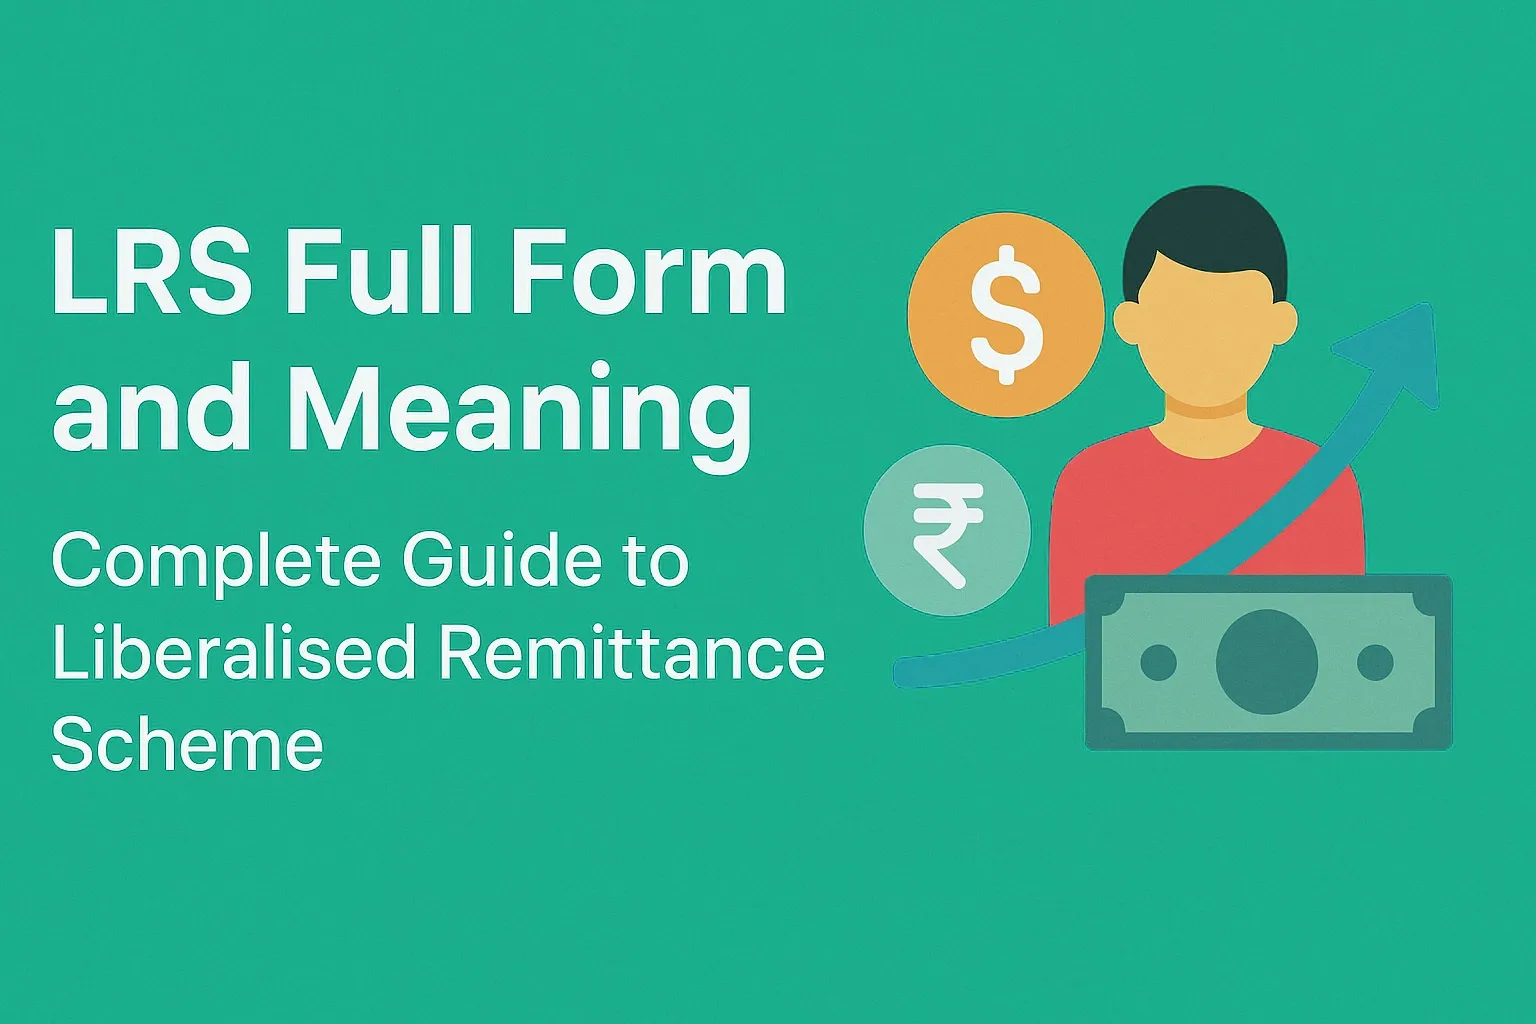 LRS Full Form
and Meaning
Complete Guide to
Liberalised Remittance
Scheme
$
₹